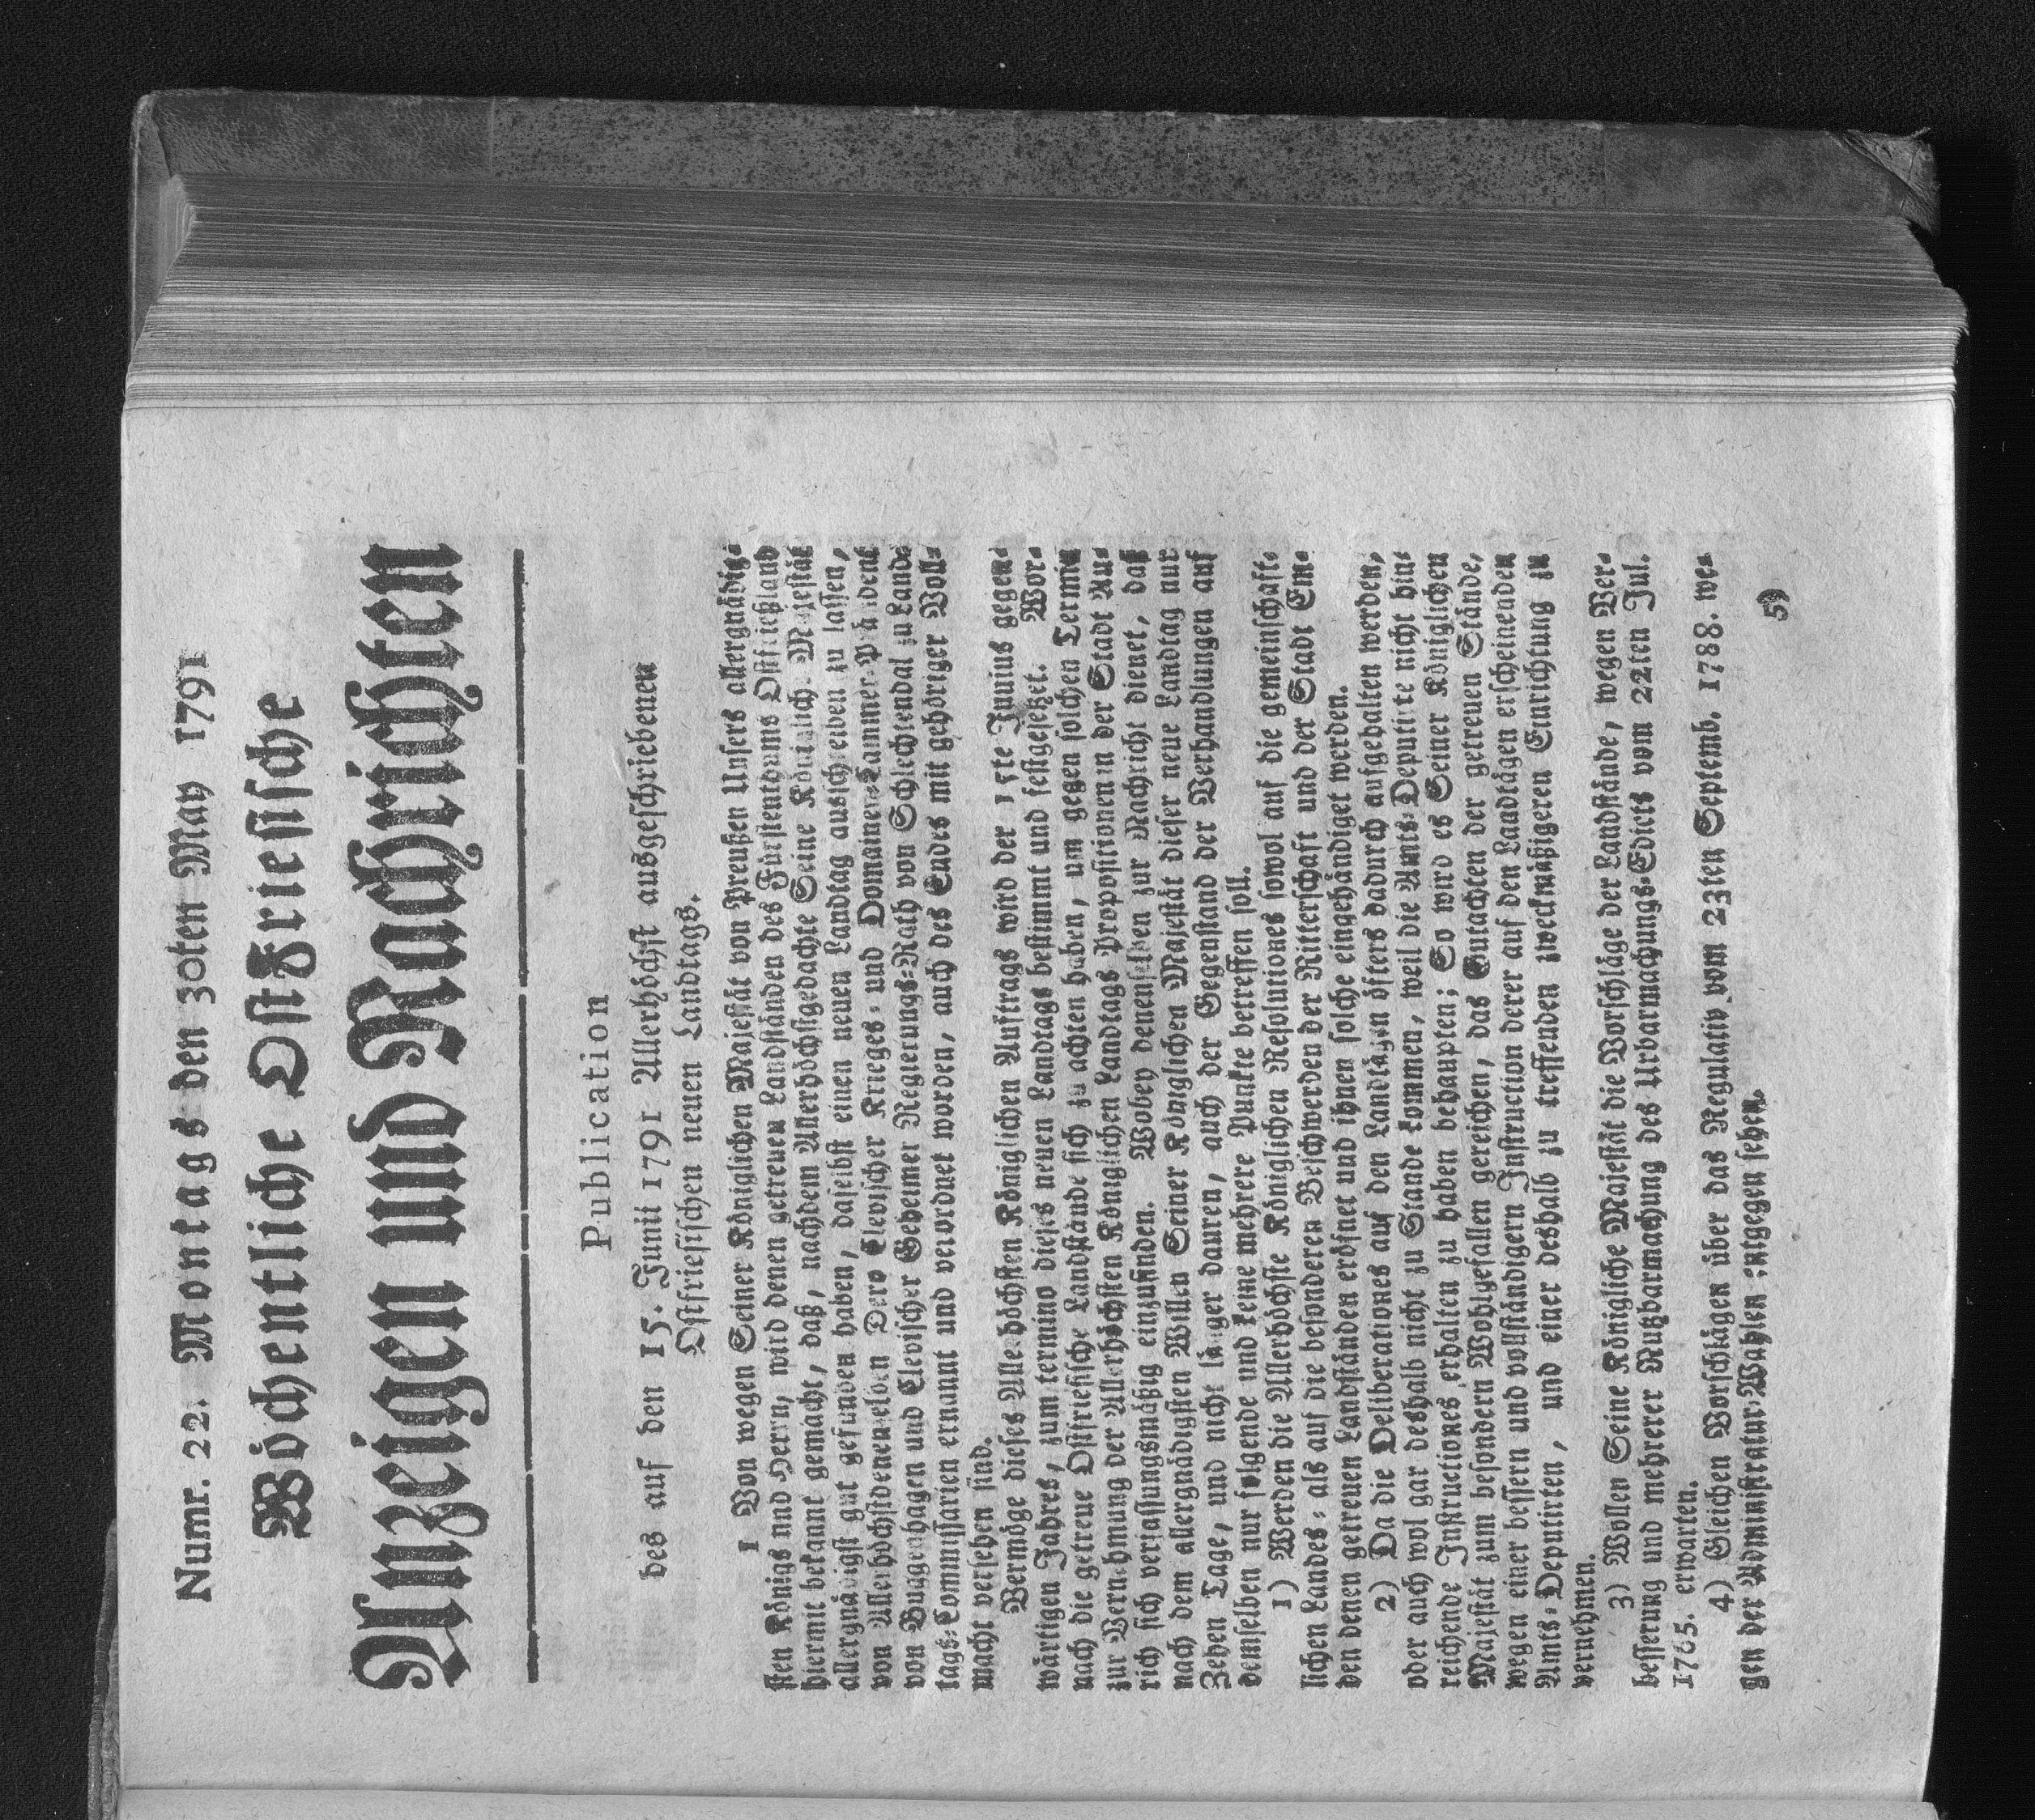 Numr. 22. Montags den 30ten May 1791
Wöchentliche OstFriesische
Anzeigen und Nachrichten
Publication
des auf den 15. Junii 1791 Allerhöchst ausgeschriebenen
Ostfriesischen neuen Landtags.
1 Von wegen Seiner Königlichen Majestät von Preußen Unsers allergnädig-
sten Königs und Herrn, wird denen getreuen Landständen des Fürstenthums Ostfrießland
hiermit bekannt gemacht, daß, nachdem Allerhöchstgedachte Seine Königliche Majestät
allergnädigst gut gefunden haben, daselbst einen neuen Landtag ausschreiben zu lassen,
von Allerhöchstdenenselben Dero Clevischer Krieges- und Domainen-Cammer-Präsident
von Buggenhagen und Clevischer Geheimer Regierungs-Rath von Schlechtendal zu Land-
tags-Commissarien ernannt und verordnet worden, auch des Endes mit gehöriger Voll-
macht versehen sind.
Vermöge dieses Allerhöchsten Königlichen Auftrags wird der 15te Junius gegen-
wärtigen Jahres, zum termino dieses neuen Landtags bestimmt und festgesetzet. Wor-
nach die getreue Ostfriesische Landstände sich zu achten haben, um gegen solchen Termin
zur Vernehmung der Allerhöchsten Königlichen Landtags Propositionen in der Stadt Au-
rich sich verfassungsmäßig einzufinden. Wobey denenselben zur Nachricht dienet, daß
nach dem allergnädigsten Willen Seiner Königlichen Majestät dieser neue Landtag nur
Zehen Tage, und nicht länger dauren, auch der Gegenstand der Verhandlungen auf
demselben nur folgende und keine mehrere Punkte betreffen soll.
1) Werden die Allerhöchste Königlichen Resolutiones sowol auf die gemeinschaft-
lichen Landes- als auf die besonderen Beschwerden der Ritterschaft und der Stadt Em-
den denen getreuen Landständen eröfnet und ihnen solche eingehändiget werden.
2) Da die Deliberationes auf den Landtägen öfters dadurch aufgehalten werden,
oder auch wol gar deshalb nicht zu Stande kommen, weil die Amts-Deputirte nicht hin-
reichende Instructiones erhalten zu haben behaupten; So wird es Seiner Königlichen
Majestät zum besondern Wohlgefallen gereichen, das Gutachten der getreuen Stände,
wegen einer bessern und vollständigern Instruction derer auf den Landtägen erscheinenden
Amts-Deputirten, und einer deshalb zu treffenden zweckmäßigeren Einrichtung zu
vernehmen.
3) Wollen Seine Königliche Majestät die Vorschläge der Landstände, wegen Ver-
besserung und mehrerer Nutzbarmachung des Urbarmachungs-Edicts vom 22ten Jul.
1765. erwarten.
4) Gleichen Vorschlägen über das Regulativ vom 23ten Septemb. 1788. we-
gen der Administratur-Wahlen entgegen sehen.
5)